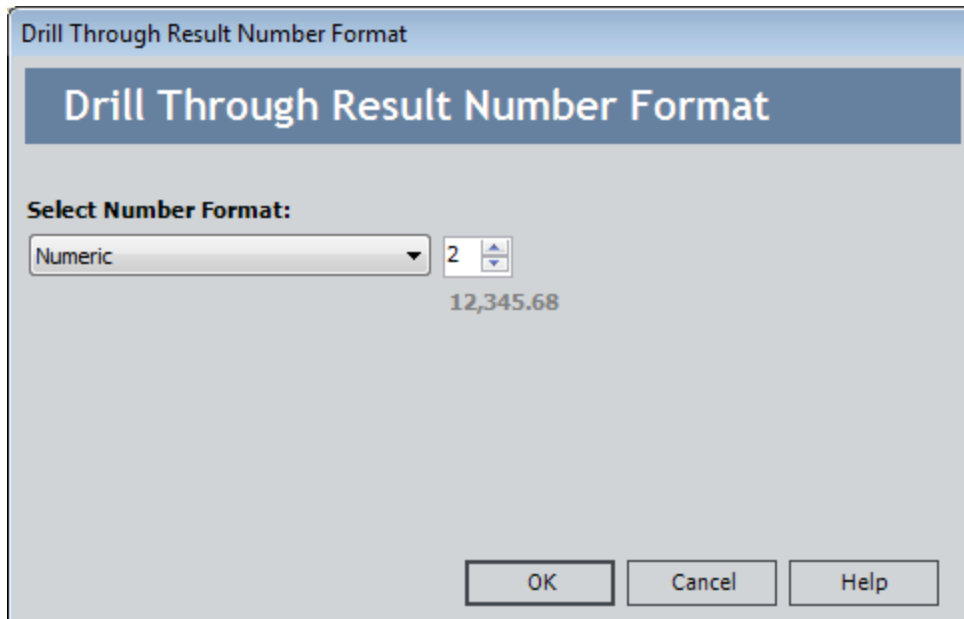 Drill Through Result Number Format
Drill Through Result Number Format
Select Number Format:
Numeric 2
12,345.68
OK Cancel Help